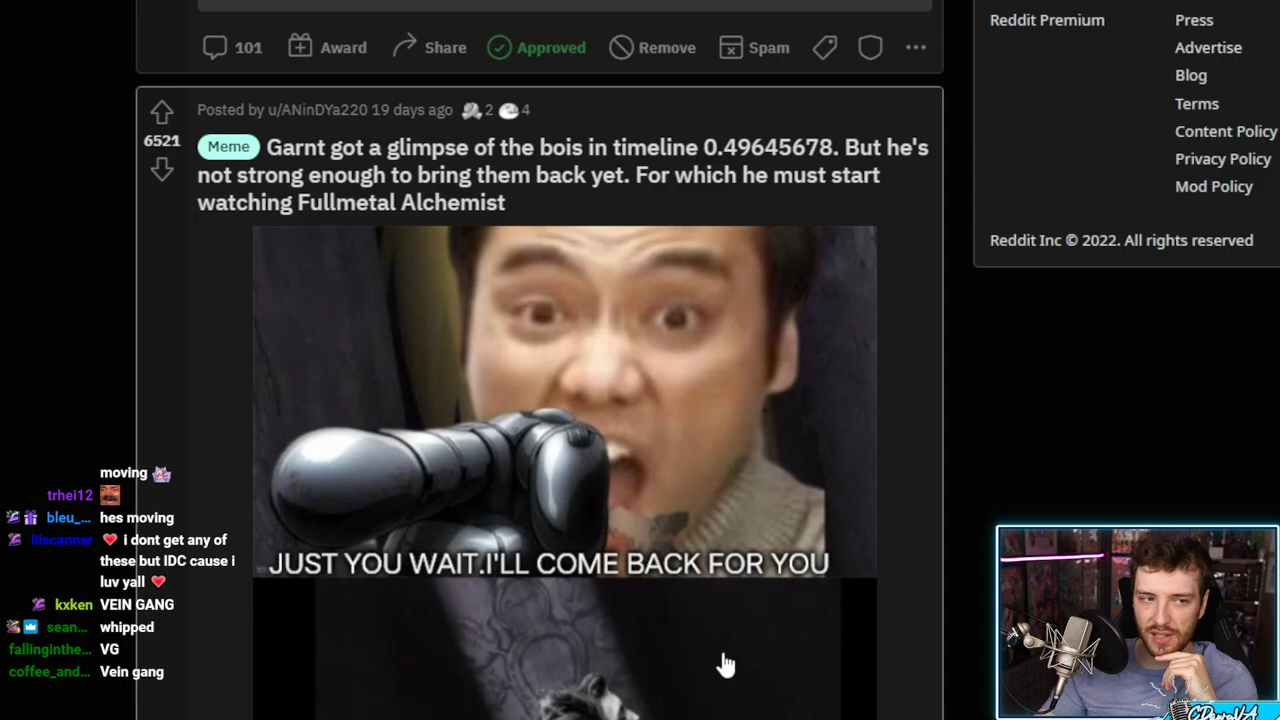 101 Award Share Approved Remove Spam
Reddit Premium
Press
Advertise
Blog
Terms
Content Policy
Privacy Policy
Mod Policy
Reddit Inc © 2022. All rights reserved
Posted by u/ANinDYa220 19 days ago 2 4
6521
Meme Garnt got a glimpse of the bois in timeline 0.49645678. But he's
not strong enough to bring them back yet. For which he must start
watching Fullmetal Alchemist
JUST YOU WAIT.I'LL COME BACK FOR YOU
moving
trhei12
bleu_... hes moving
lilscanner i dont get any of
these but IDC cause i
luv yall
kxken VEIN GANG
sean... whipped
fallinginthe... VG
coffee_and... Vein gang